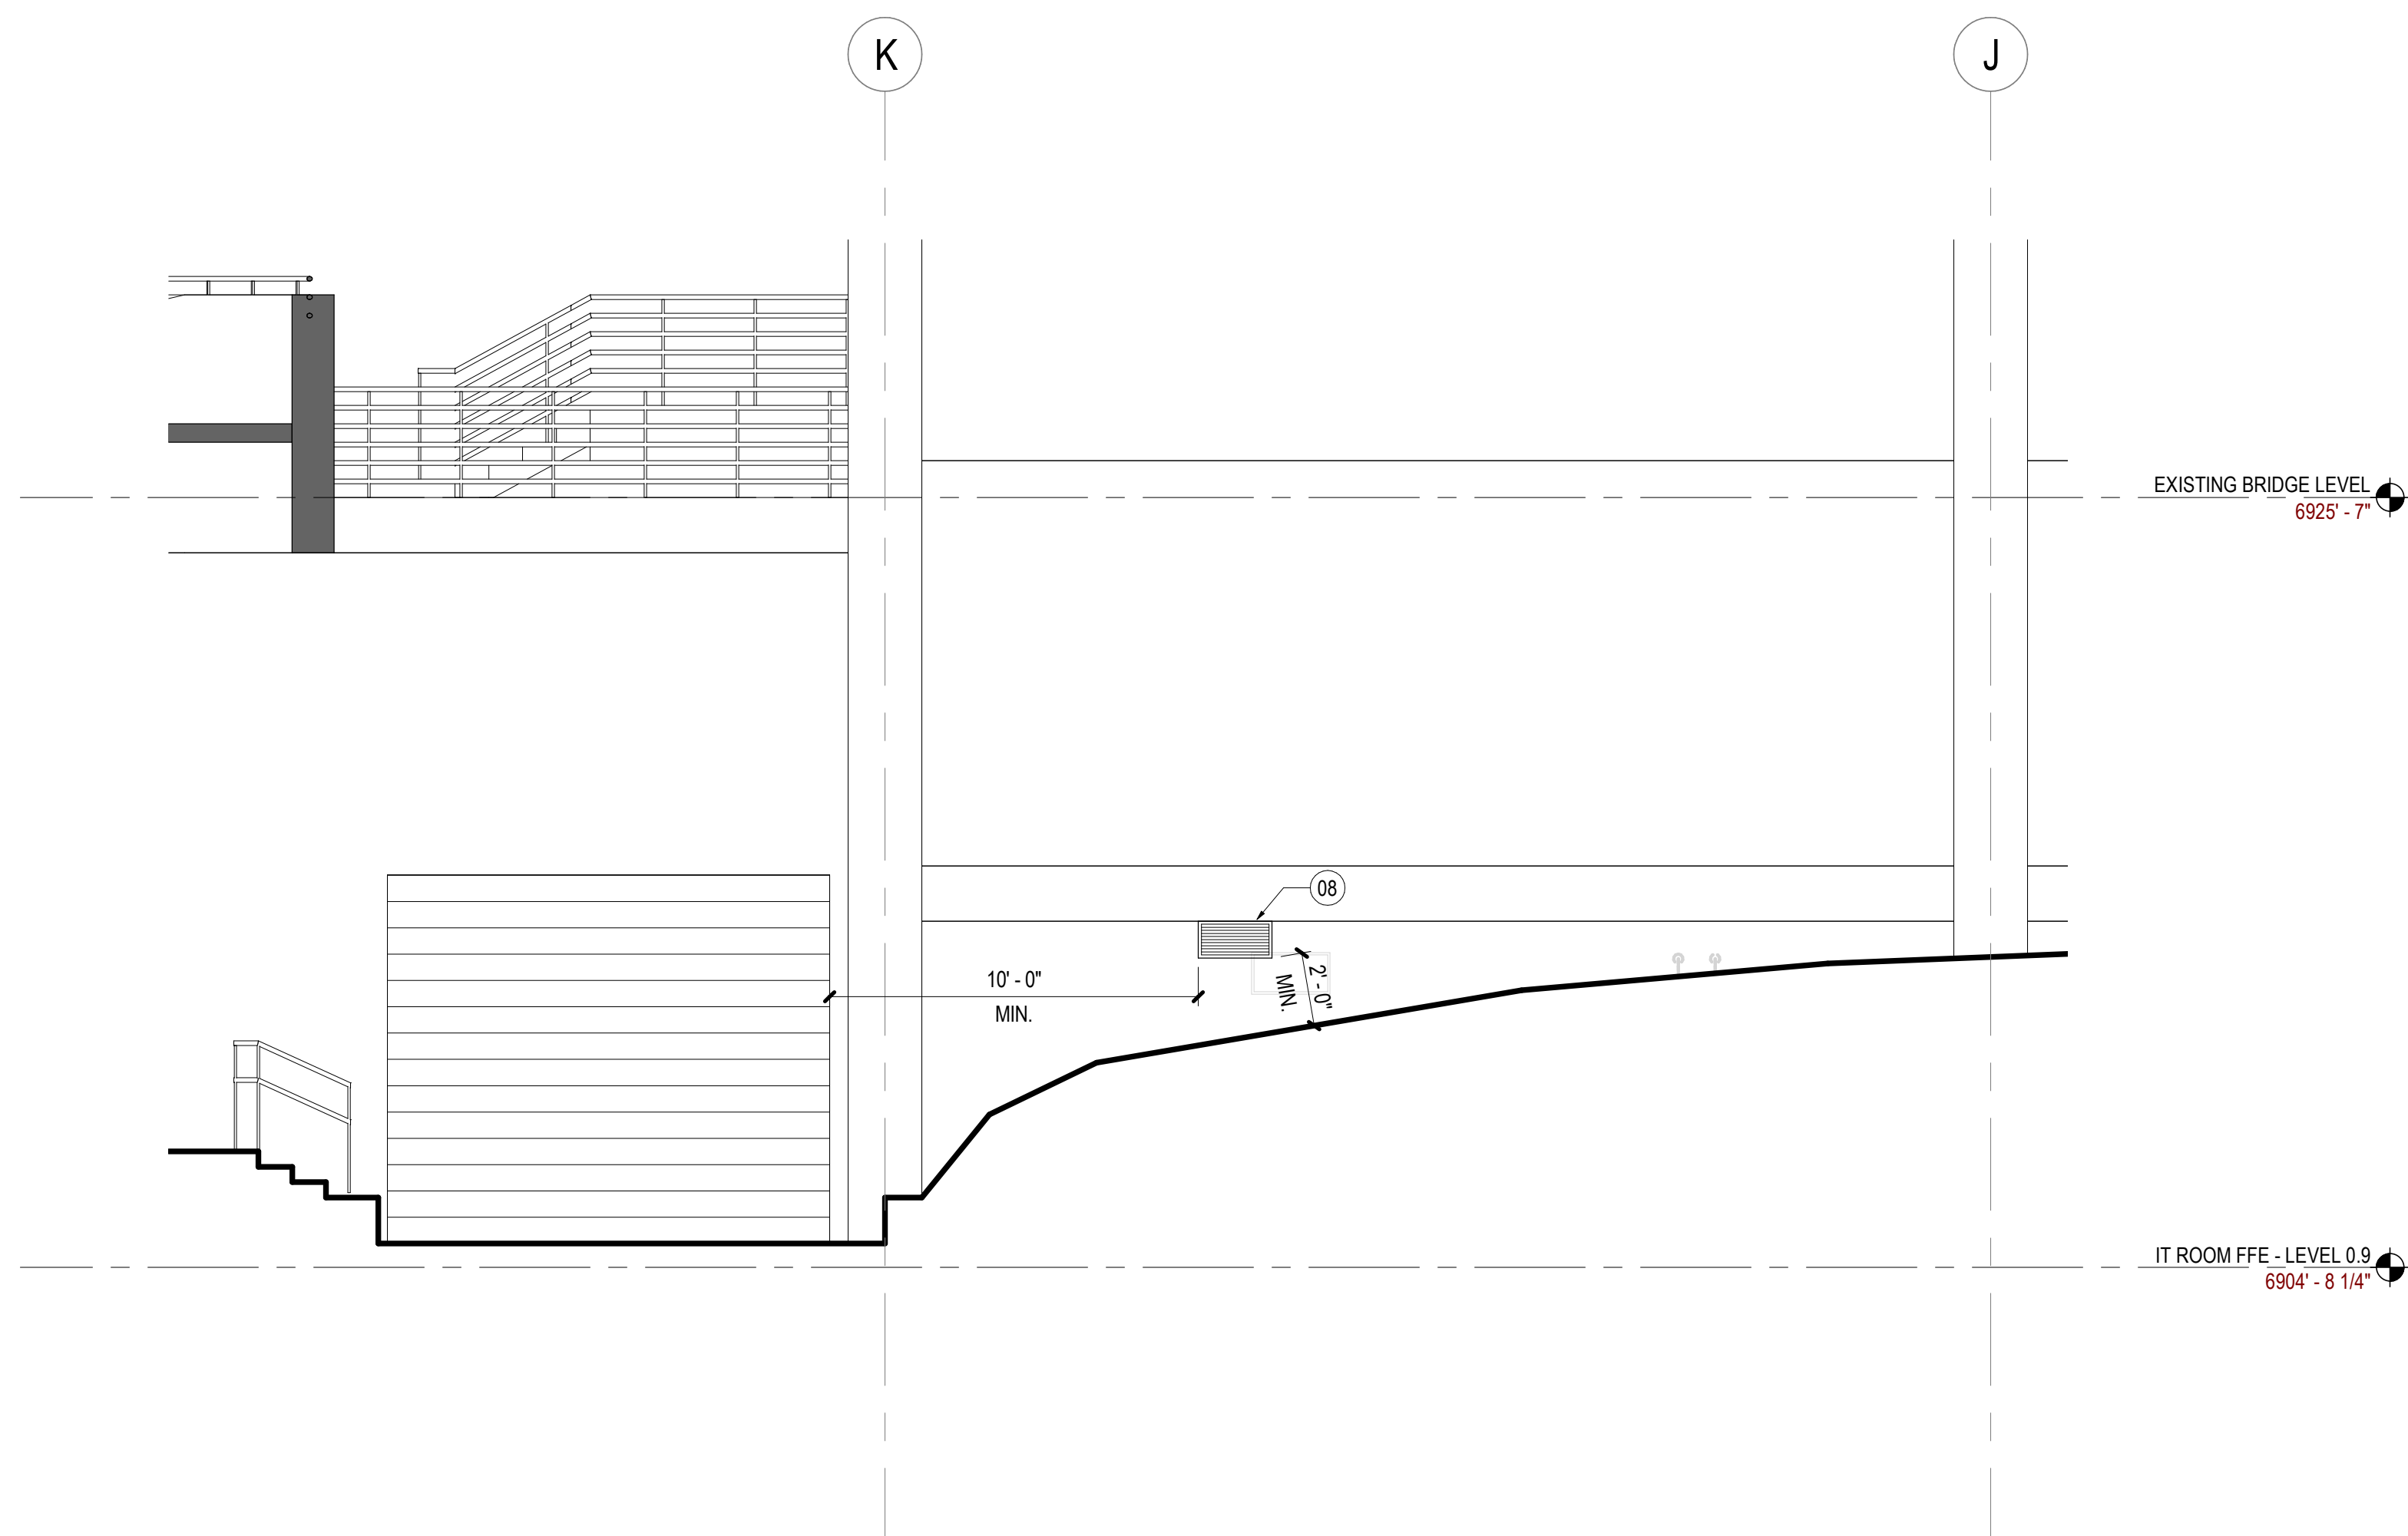 K
J
EXISTING BRIDGE LEVEL
6925' - 7"
08
10' - 0"
MIN.
2' - 0"
MIN.
IT ROOM FFE - LEVEL 0.9
6904' - 8 1/4"